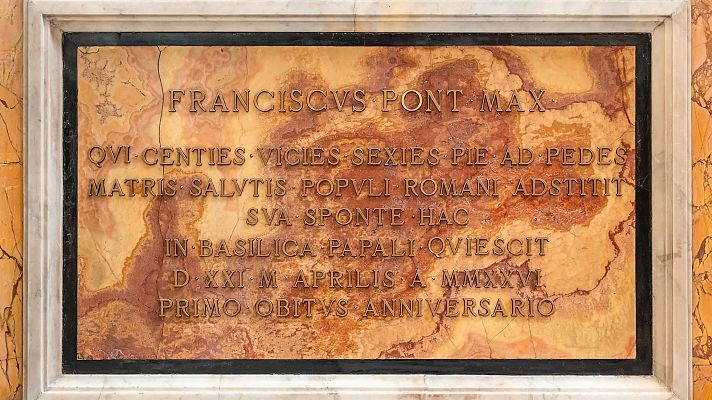 FRANCISCVS · PONT · MAX ·
QVI · CENTIES · VICIES · SEXIES · PIE · AD · PEDES
MATRIS · SALVTIS · POPVLI · ROMANI · ADSTITIT
SVA · SPONTE · HAC
IN · BASILICA · PAPALI · QVIESCIT
D · XXI · M · APRILIS · A · MMXXVI
PRIMO · OBITVS · ANNIVERSARIO